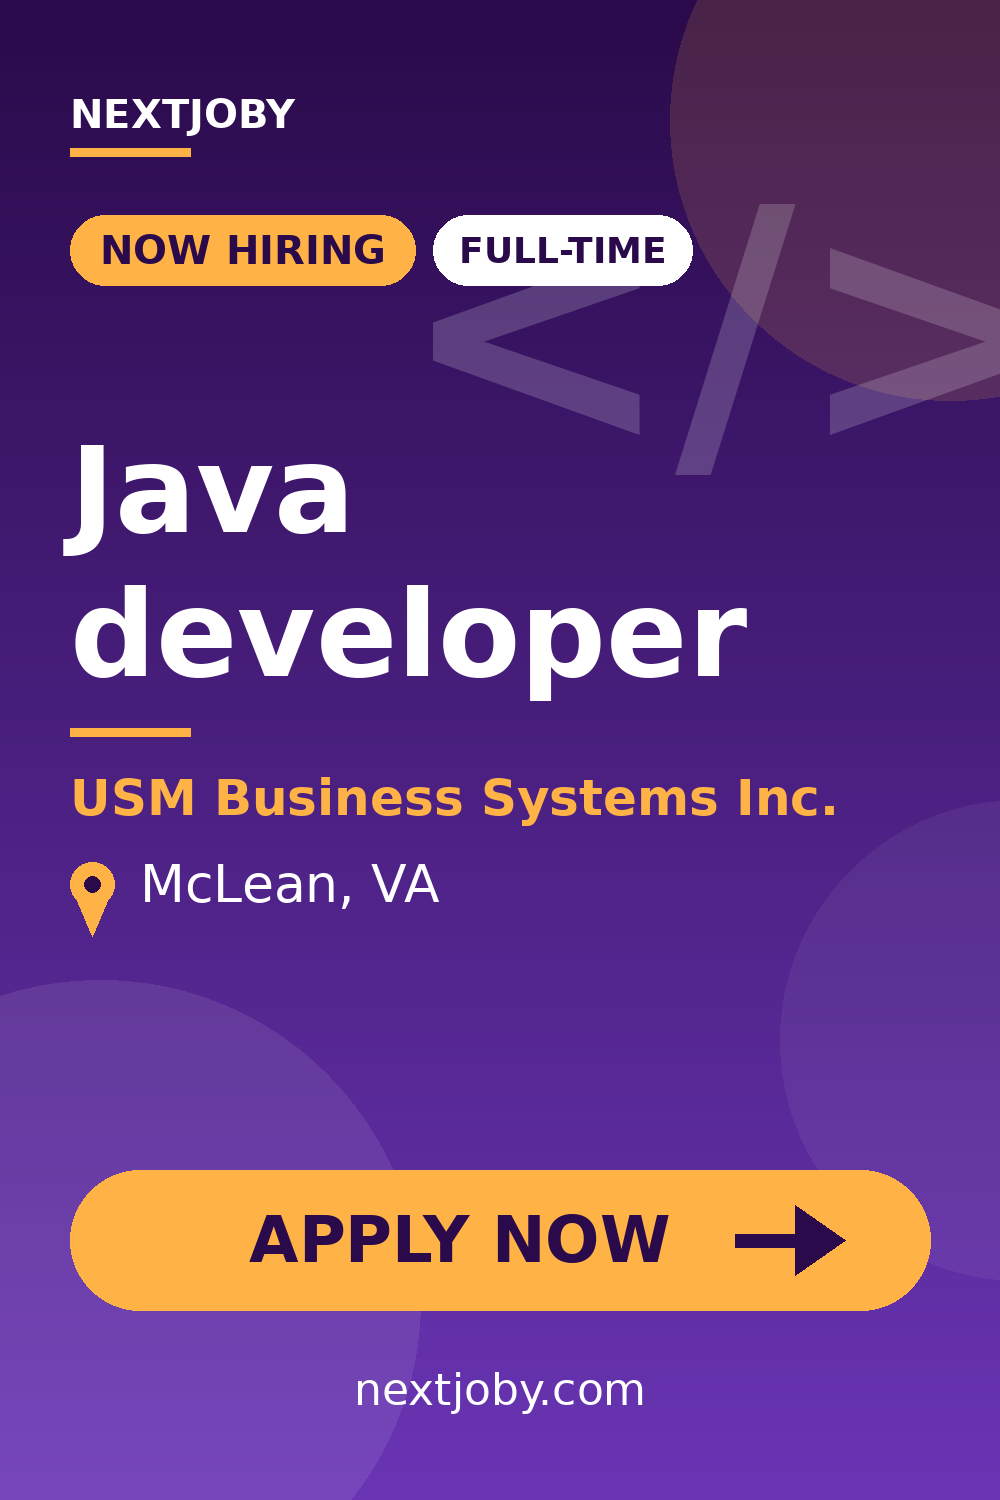 NEXTJOBY
NOW HIRING FULL-TIME
</>
Java
developer
USM Business Systems Inc.
McLean, VA
APPLY NOW
nextjoby.com